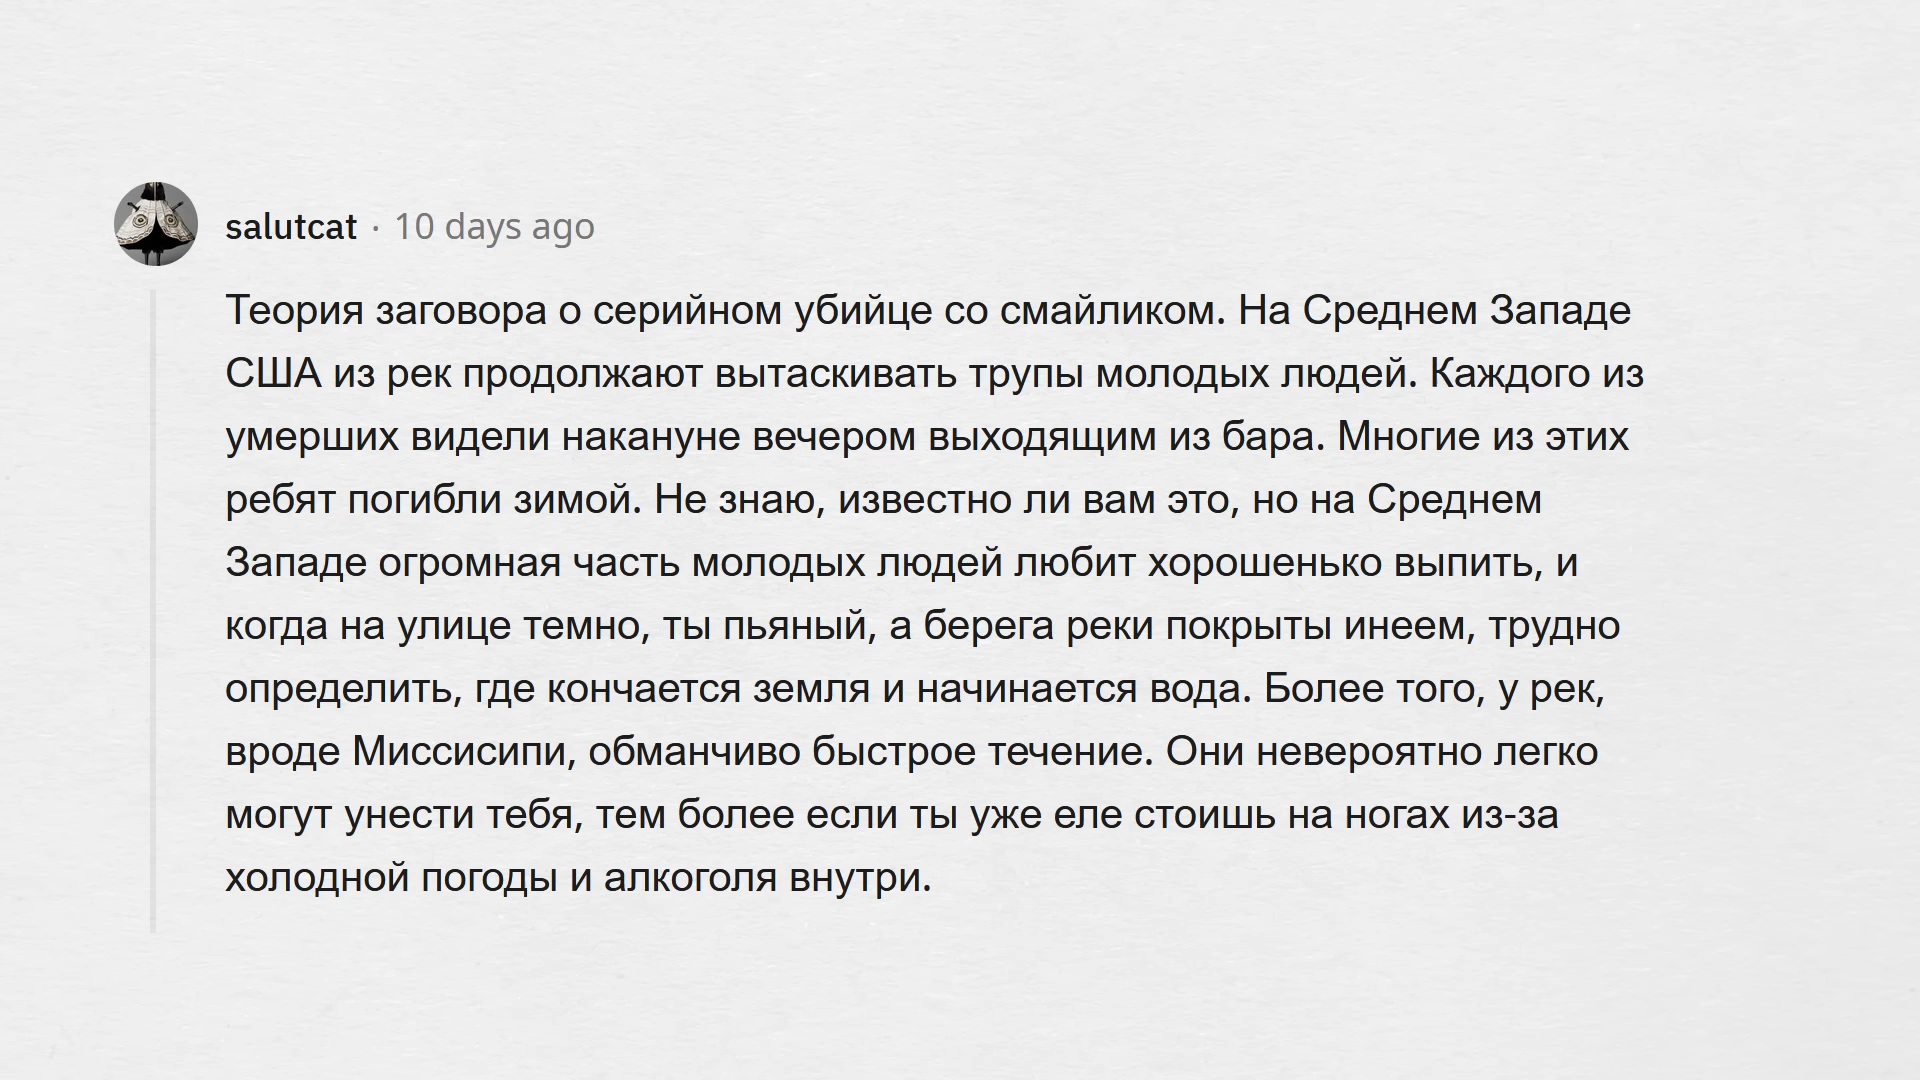 salutcat · 10 days ago
Теория заговора о серийном убийце со смайликом. На Среднем Западе
США из рек продолжают вытаскивать трупы молодых людей. Каждого из
умерших видели накануне вечером выходящим из бара. Многие из этих
ребят погибли зимой. Не знаю, известно ли вам это, но на Среднем
Западе огромная часть молодых людей любит хорошенько выпить, и
когда на улице темно, ты пьяный, а берега реки покрыты инеем, трудно
определить, где кончается земля и начинается вода. Более того, у рек,
вроде Миссисипи, обманчиво быстрое течение. Они невероятно легко
могут унести тебя, тем более если ты уже еле стоишь на ногах из-за
холодной погоды и алкоголя внутри.